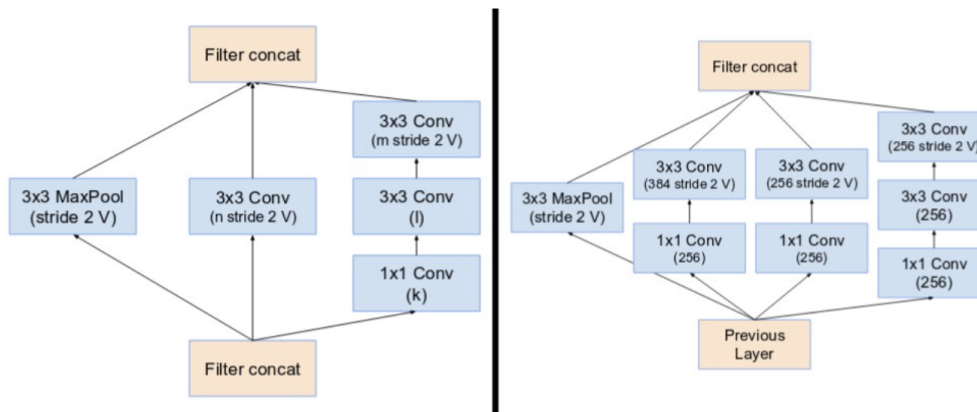 Filter concat
3x3 Conv
(m stride 2 V)
3x3 MaxPool
(stride 2 V)
3x3 Conv
(n stride 2 V)
3x3 Conv
(l)
1x1 Conv
(k)
Filter concat
Filter concat
3x3 Conv
(256 stride 2 V)
3x3 MaxPool
(stride 2 V)
3x3 Conv
(384 stride 2 V)
3x3 Conv
(256 stride 2 V)
3x3 Conv
(256)
1x1 Conv
(256)
1x1 Conv
(256)
1x1 Conv
(256)
Previous
Layer